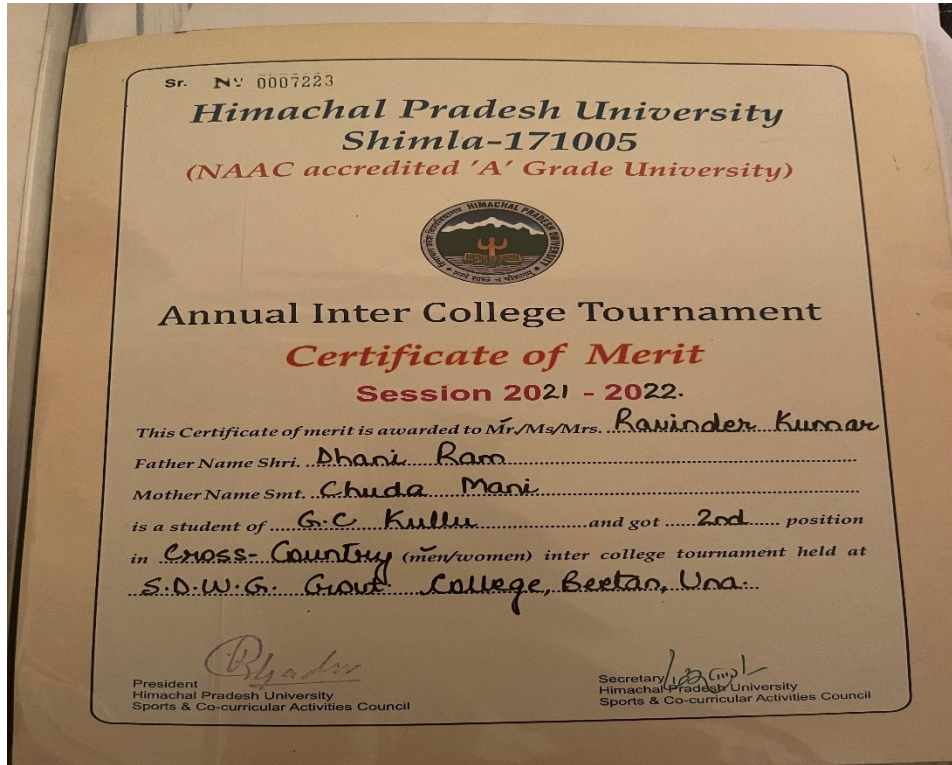 Sr. No 0007223
Himachal Pradesh University
Shimla-171005
(NAAC accredited 'A' Grade University)
HIMACHAL PRADESH UNIVERSITY
Annual Inter College Tournament
Certificate of Merit
Session 2021 - 2022.
This Certificate of merit is awarded to Mr./Ms/Mrs. Ravinder Kumar
Father Name Shri. Dhani Ram
Mother Name Smt. Chuda Mani
is a student of G.C Kullu and got 2nd position
in Cross-Country (men/women) inter college tournament held at
S.D.W.G. Govt College, Beetan, Una.
President
Himachal Pradesh University
Sports & Co-curricular Activities Council
Secretary
Himachal Pradesh University
Sports & Co-curricular Activities Council